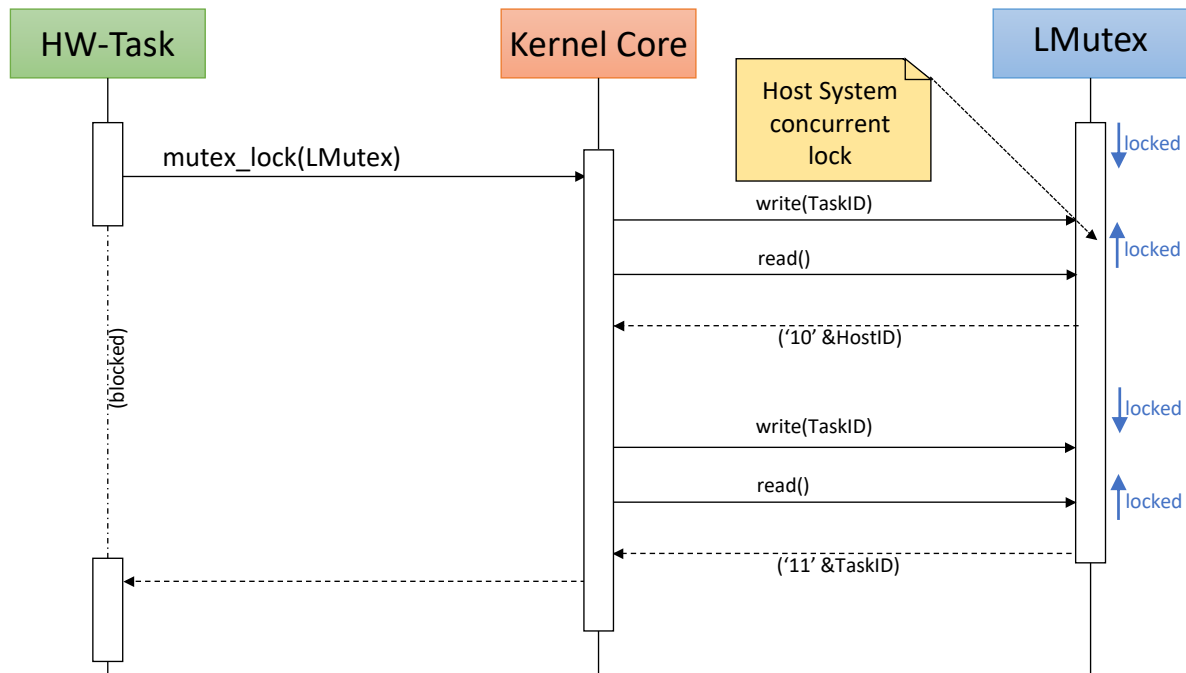 HW-Task
Kernel Core
LMutex
Host System
concurrent
lock
locked
mutex_lock(LMutex)
write(TaskID)
locked
read()
(‘10’ &HostID)
(blocked)
locked
write(TaskID)
read()
locked
(‘11’ &TaskID)